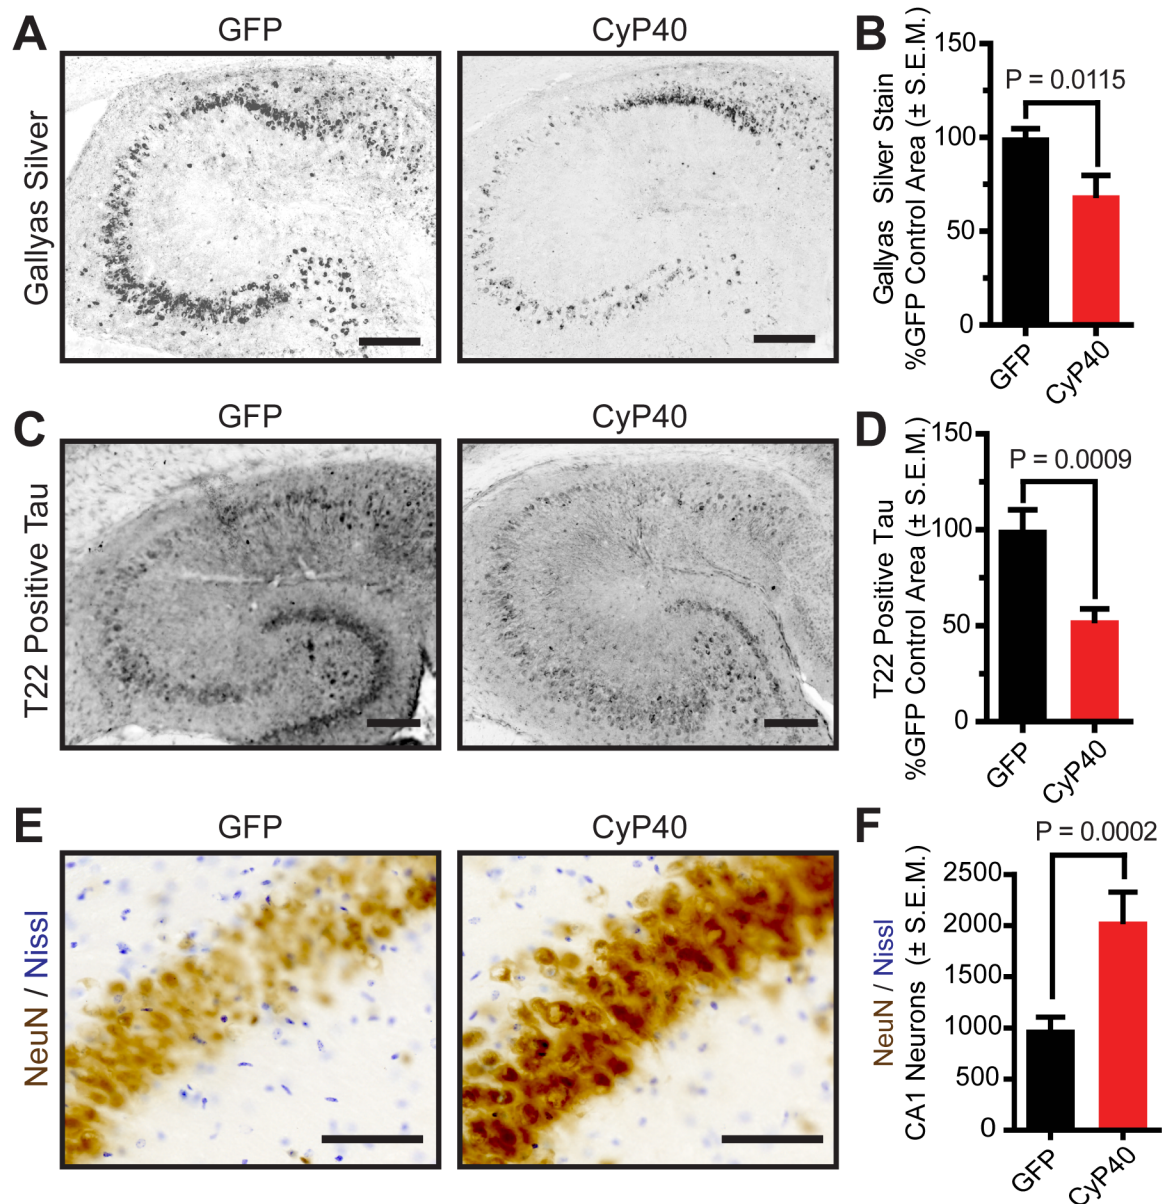 A
GFP
CyP40
Gallyas Silver
B
Gallyas Silver Stain
%GFP Control Area (± S.E.M.)
150
100
50
0
P = 0.0115
GFP
CyP40
C
GFP
CyP40
T22 Positive Tau
D
T22 Positive Tau
%GFP Control Area (± S.E.M.)
150
100
50
0
P = 0.0009
GFP
CyP40
E
GFP
CyP40
NeuN / Nissl
F
NeuN / Nissl
CA1 Neurons (± S.E.M.)
P = 0.0002
2500
2000
1500
1000
500
0
GFP
CyP40